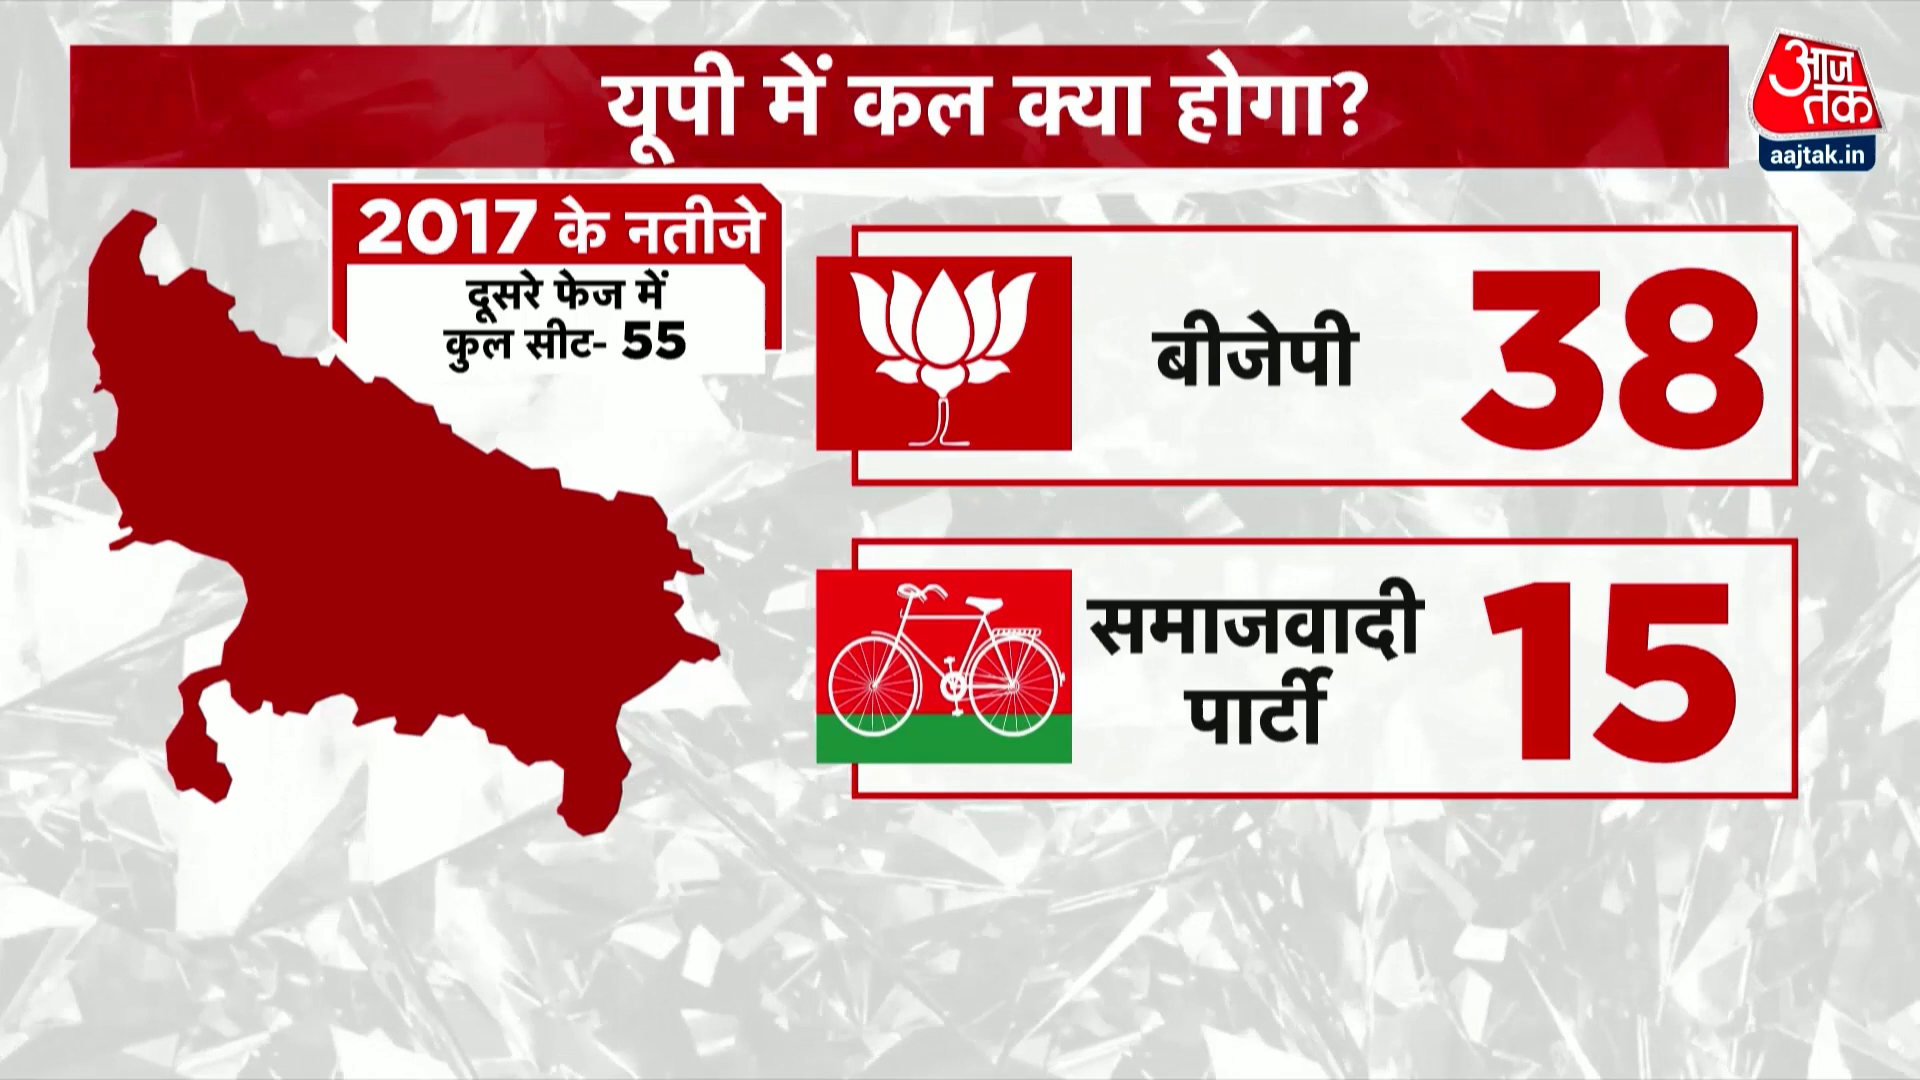 यूपी में कल क्या होगा?
आज
तक
aajtak.in
2017 के नतीजे
दूसरे फेज में
कुल सीट- 55
बीजेपी
38
समाजवादी
पार्टी
15